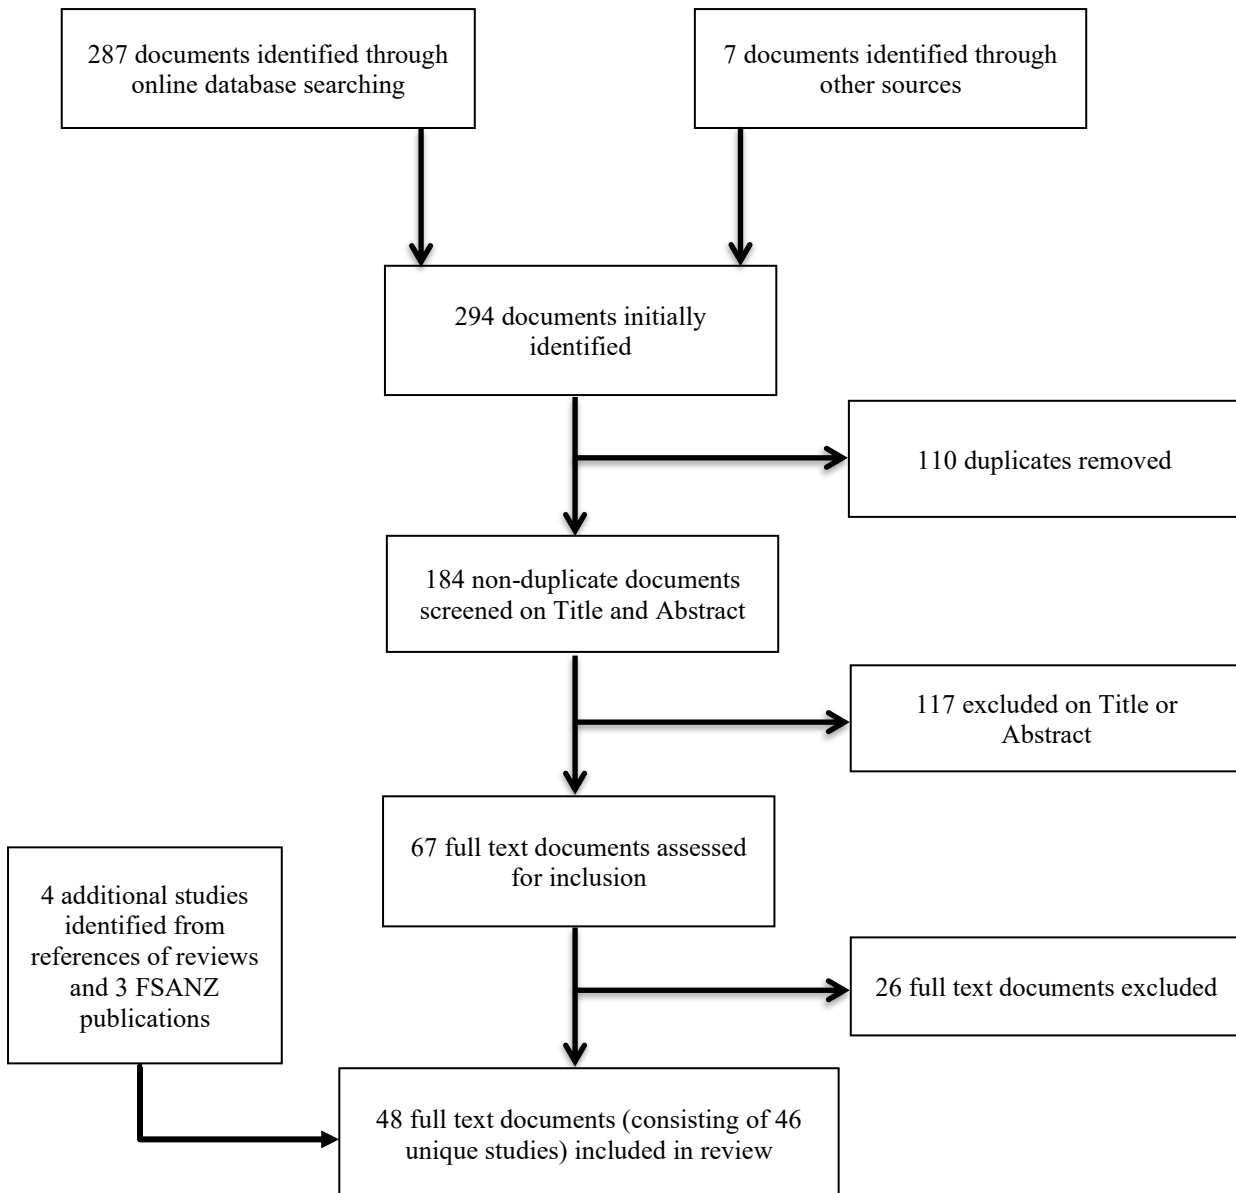 287 documents identified through
online database searching
7 documents identified through
other sources
294 documents initially
identified
110 duplicates removed
184 non-duplicate documents
screened on Title and Abstract
117 excluded on Title or
Abstract
67 full text documents assessed
for inclusion
4 additional studies
identified from
references of reviews
and 3 FSANZ
publications
26 full text documents excluded
48 full text documents (consisting of 46
unique studies) included in review